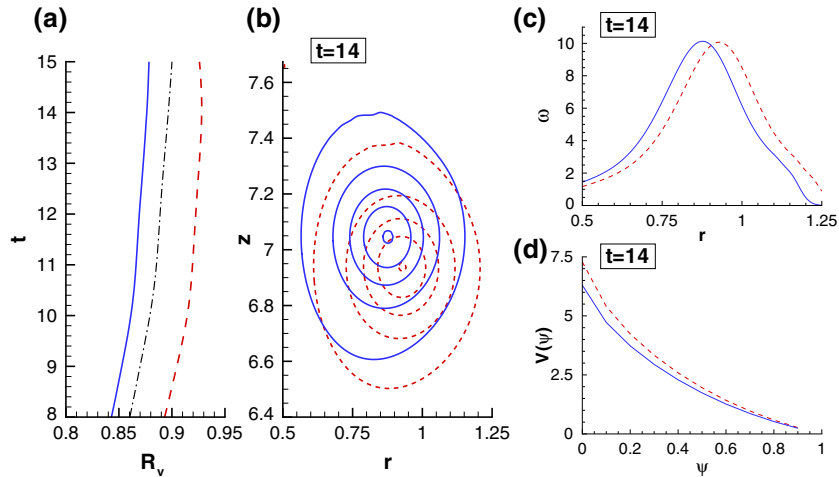 (a)
15
14
13
12
11
10
9
8
t
0.8
0.85
0.9
0.95
R_v
(b)
t=14
7.6
7.4
7.2
7
6.8
6.6
6.4
z
0.5
0.75
1
1.25
r
(c)
t=14
10
8
6
4
2
0
ω
0.5
0.75
1
1.25
r
(d)
t=14
7.5
5
2.5
0
V(ψ)
0
0.2
0.4
0.6
0.8
1
ψ